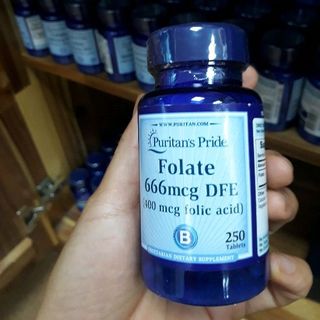 WWW.PURITAN.COM
Puritan's Pride
Folate
666mcg DFE
(400 mcg folic acid)
B
250
Tablets
VEGETARIAN DIETARY SUPPLEMENT